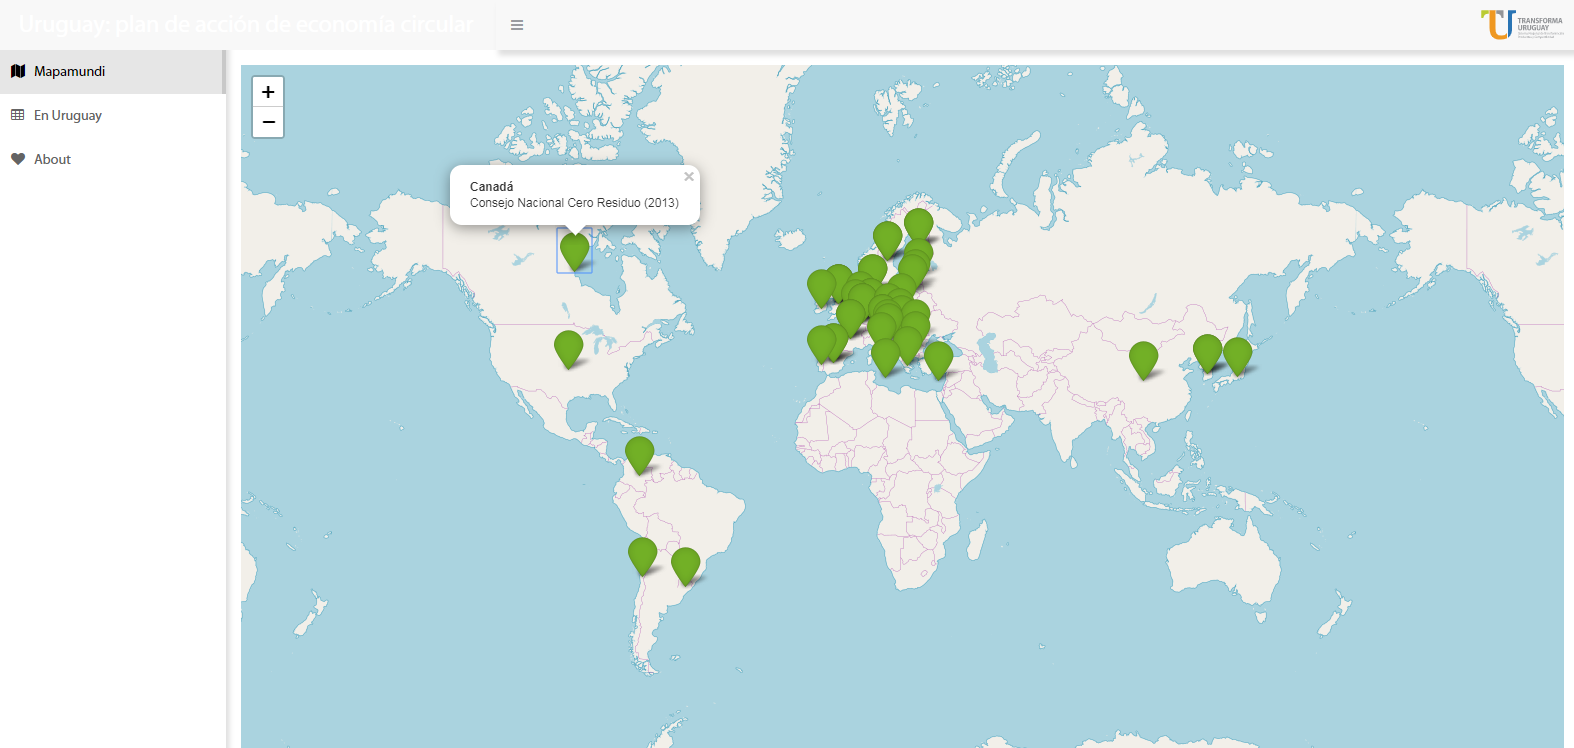 Uruguay: plan de acción de economía circular
TRANSFORMA
URUGUAY
Mapamundi
En Uruguay
About
+
−
Canadá
×
Consejo Nacional Cero Residuo (2013)